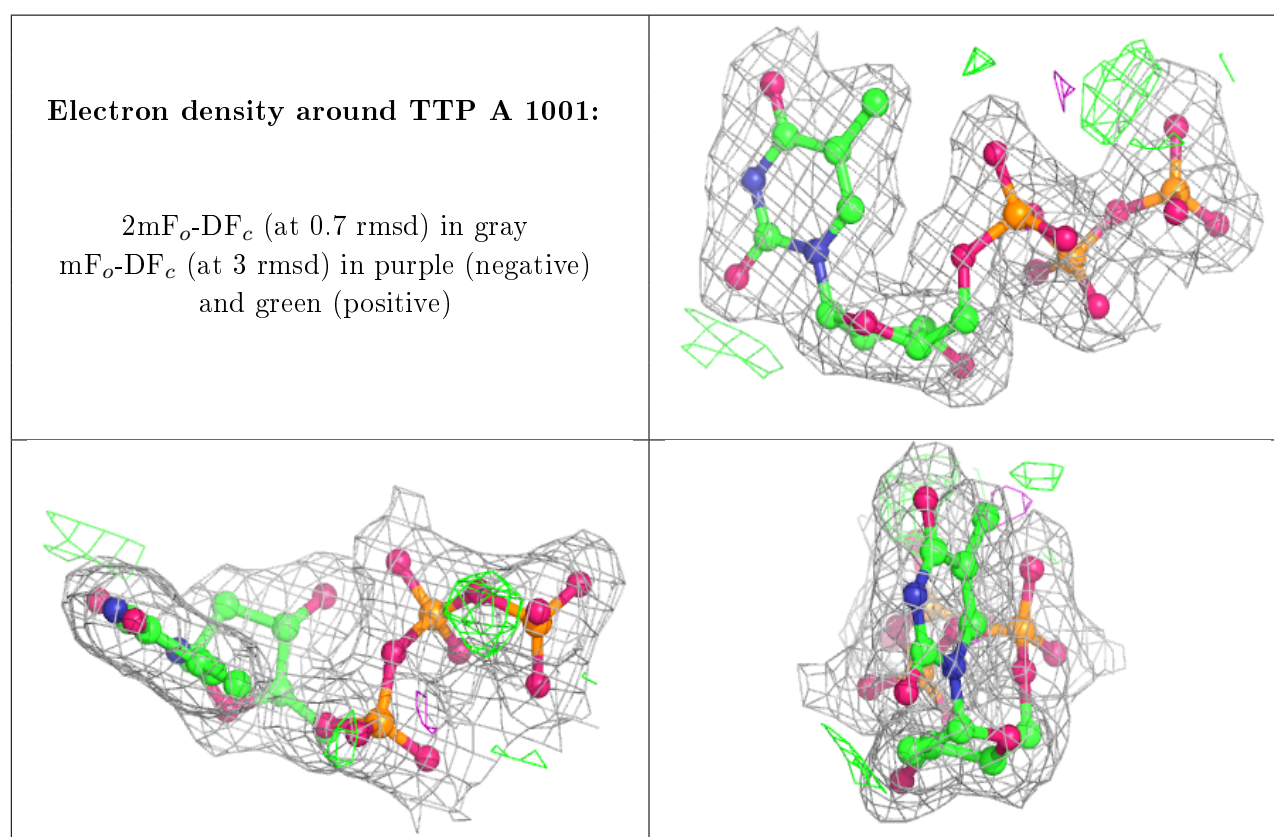 Electron density around TTP A 1001:
2mFo-DFc (at 0.7 rmsd) in gray
mFo-DFc (at 3 rmsd) in purple (negative)
and green (positive)